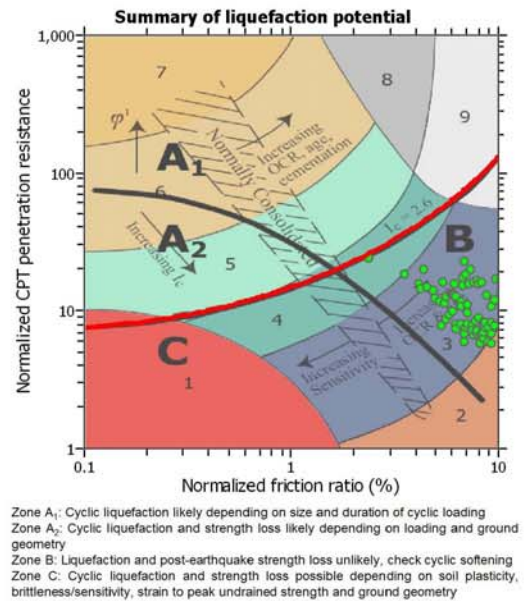 Summary of liquefaction potential
Normalized CPT penetration resistance
1,000
100
10
1
7
8
9
φ'
A1
Normally Consolidated
Increasing
OCR, age,
cementation
6
A2
Increasing Ic
5
Ic = 2.6
B
4
C
1
Increasing
Sensitivity
3
2
0.1
1
10
Normalized friction ratio (%)
Zone A1: Cyclic liquefaction likely depending on size and duration of cyclic loading
Zone A2: Cyclic liquefaction and strength loss likely depending on loading and ground
geometry
Zone B: Liquefaction and post-earthquake strength loss unlikely, check cyclic softening
Zone C: Cyclic liquefaction and strength loss possible depending on soil plasticity,
brittleness/sensitivity, strain to peak undrained strength and ground geometry